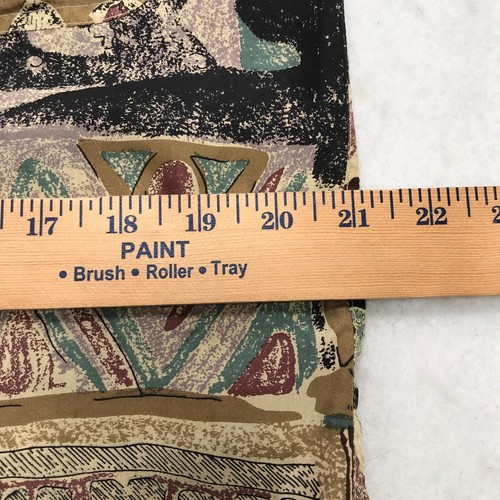 17 18 19 20 21 22
PAINT
• Brush • Roller • Tray